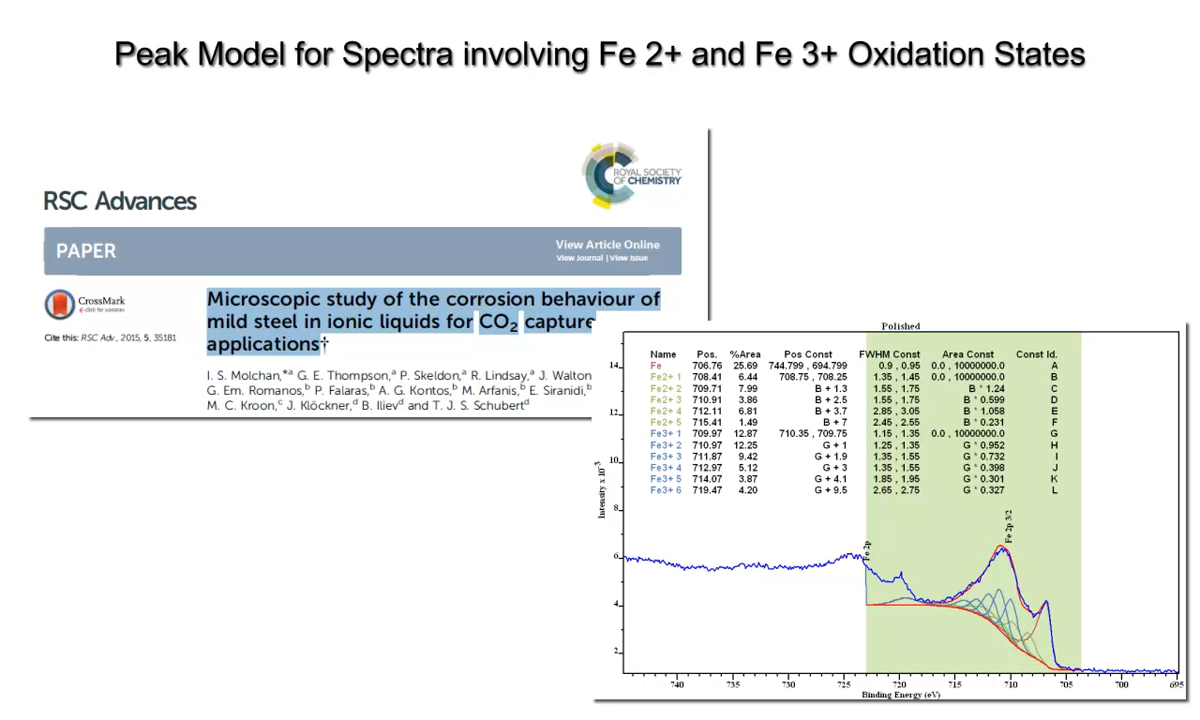 Peak Model for Spectra involving Fe 2+ and Fe 3+ Oxidation States
ROYAL SOCIETY
OF CHEMISTRY
RSC Advances
PAPER
View Article Online
View Journal | View Issue
CrossMark
click for updates
Cite this: RSC Adv., 2015, 5, 35181
Microscopic study of the corrosion behaviour of
mild steel in ionic liquids for CO2 capture
applications†
I. S. Molchan,*a G. E. Thompson,a P. Skeldon,a R. Lindsay,a J. Walton
G. Em. Romanos,b P. Falaras,b A. G. Kontos,b M. Arfanis,b E. Siranidi,b
M. C. Kroon,c J. Klöckner,d B. Ilievd and T. J. S. Schubertd
Polished
Name Pos. %Area Pos Const FWHM Const Area Const Const Id.
Fe 706.76 25.69 744.799 , 694.799 0.9 , 0.95 0.0 , 10000000.0 A
Fe2+ 1 708.41 6.44 708.75 , 708.25 1.35 , 1.45 0.0 , 10000000.0 B
Fe2+ 2 709.71 7.99 B + 1.3 1.55 , 1.75 B * 1.24 C
Fe2+ 3 710.91 3.86 B + 2.5 1.55 , 1.75 B * 0.599 D
Fe2+ 4 712.11 6.81 B + 3.7 2.85 , 3.05 B * 1.058 E
Fe2+ 5 715.41 1.49 B + 7 2.45 , 2.55 B * 0.231 F
Fe3+ 1 709.97 12.87 710.35 , 709.75 1.15 , 1.35 0.0 , 10000000.0 G
Fe3+ 2 710.97 12.25 G + 1 1.25 , 1.35 G * 0.952 H
Fe3+ 3 711.87 9.42 G + 1.9 1.35 , 1.55 G * 0.732 I
Fe3+ 4 712.97 5.12 G + 3 1.35 , 1.55 G * 0.398 J
Fe3+ 5 714.07 3.87 G + 4.1 1.85 , 1.95 G * 0.301 K
Fe3+ 6 719.47 4.20 G + 9.5 2.65 , 2.75 G * 0.327 L
14
12
10
8
6
4
2
Intensity x 10^-3
Fe 2p
Fe 2p 3/2
740 735 730 725 720 715 710 705 700 695
Binding Energy (eV)